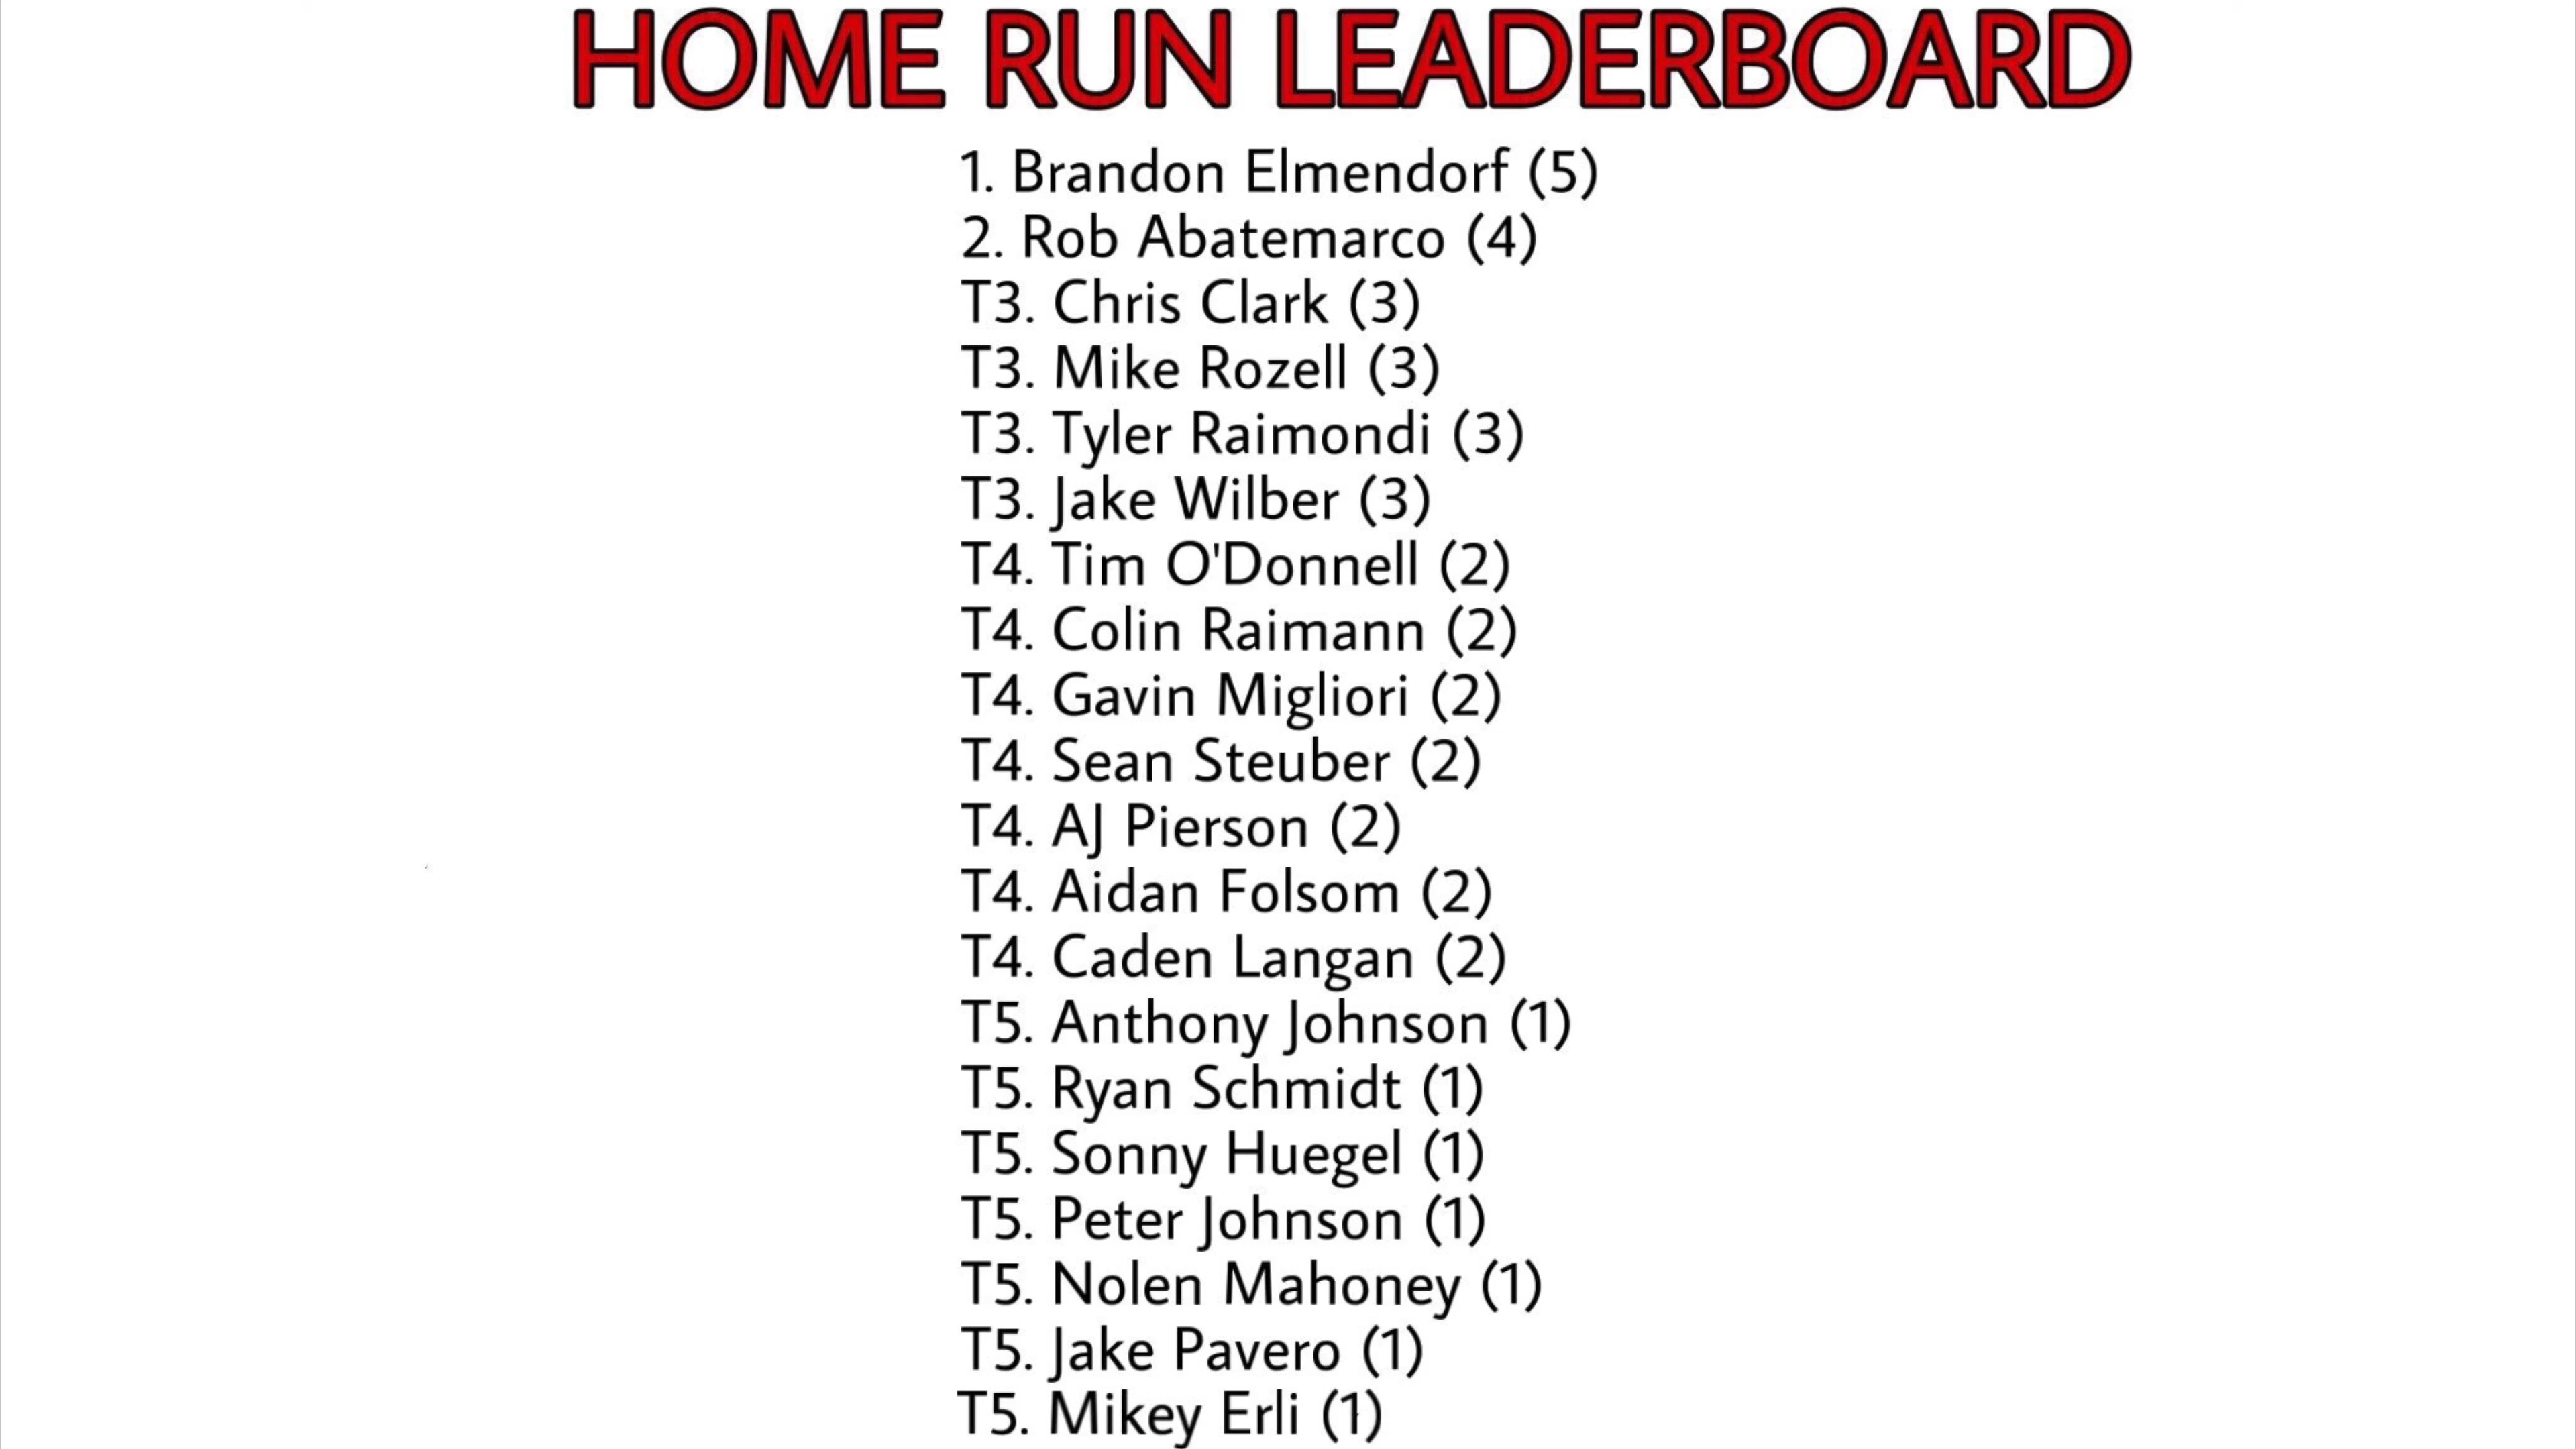 HOME RUN LEADERBOARD
1. Brandon Elmendorf (5)
2. Rob Abatemarco (4)
T3. Chris Clark (3)
T3. Mike Rozell (3)
T3. Tyler Raimondi (3)
T3. Jake Wilber (3)
T4. Tim O'Donnell (2)
T4. Colin Raimann (2)
T4. Gavin Migliori (2)
T4. Sean Steuber (2)
T4. AJ Pierson (2)
T4. Aidan Folsom (2)
T4. Caden Langan (2)
T5. Anthony Johnson (1)
T5. Ryan Schmidt (1)
T5. Sonny Huegel (1)
T5. Peter Johnson (1)
T5. Nolen Mahoney (1)
T5. Jake Pavero (1)
T5. Mikey Erli (1)